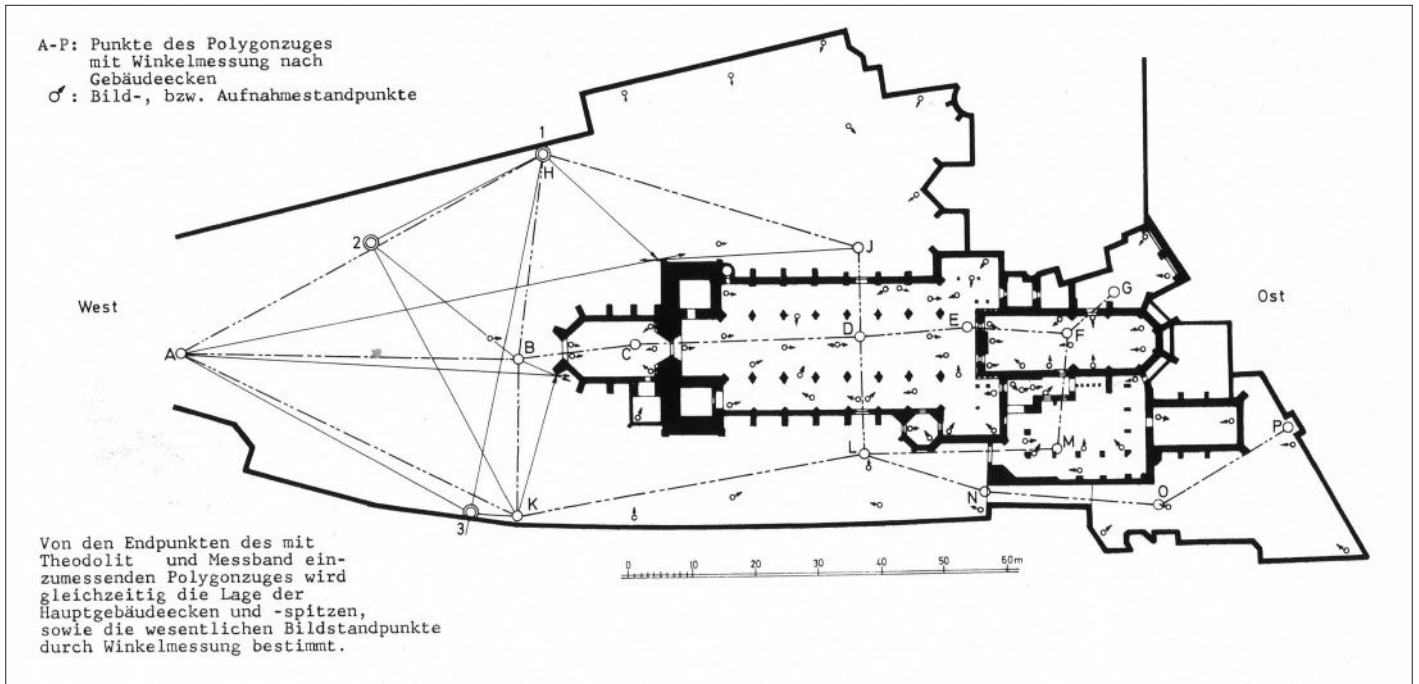 A-P: Punkte des Polygonzuges
mit Winkelmessung nach
Gebäudeecken
: Bild-, bzw. Aufnahmestandpunkte
1
H
2
J
West
G
Ost
E
D
F
A
B
C
P
L
M
N
O
K
3
Von den Endpunkten des mit
Theodolit und Messband ein-
zumessenden Polygonzuges wird
gleichzeitig die Lage der
Hauptgebäudeecken und -spitzen,
sowie die wesentlichen Bildstandpunkte
durch Winkelmessung bestimmt.
0 10 20 30 40 50 60m